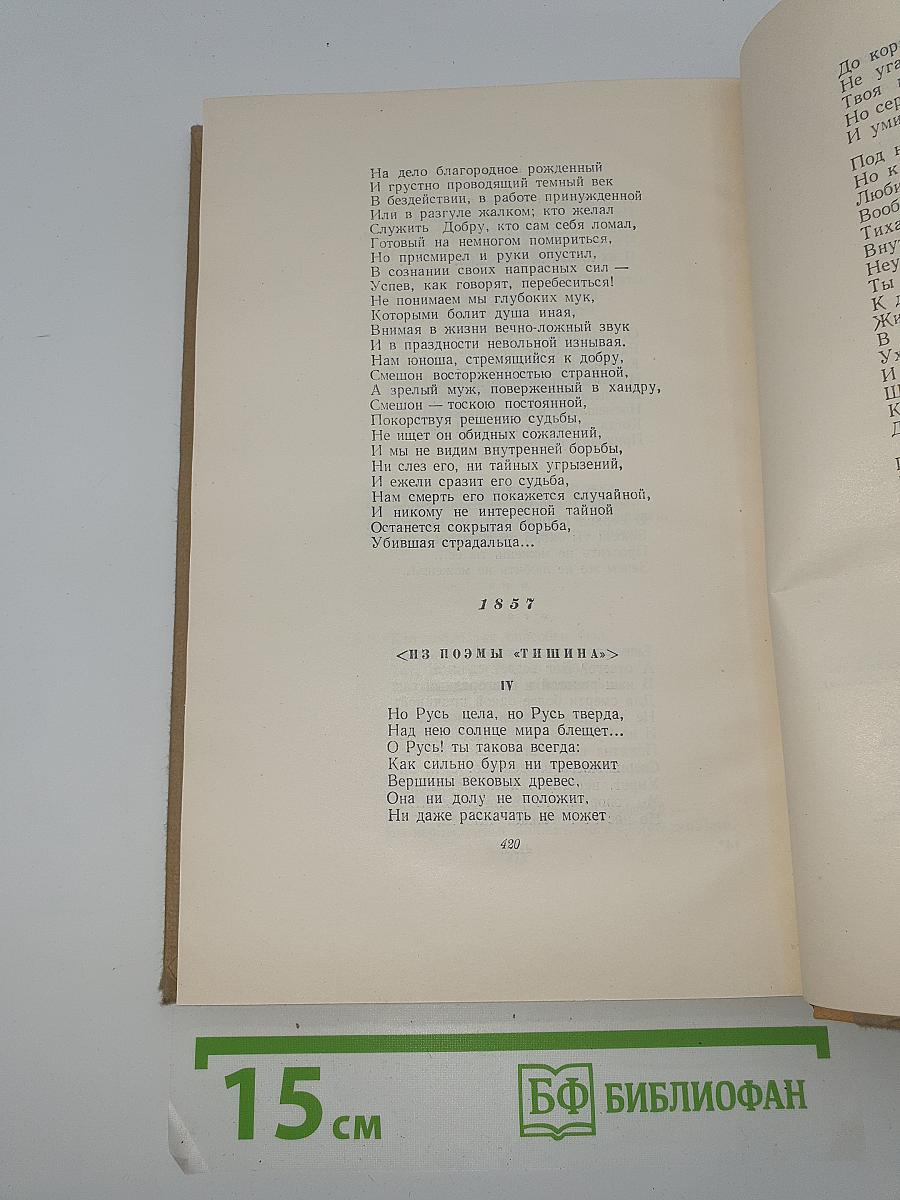 На дело благородное рожденный
И грустно проводящий темный век
В бездействии, в работе принужденной
Или в разгуле жалком; кто желал
Служить Добру, кто сам себя ломал,
Готовый на немногом помириться,
Но присмирел и руки опустил,
В сознании своих напрасных сил —
Успев, как говорят, перебеситься!
Не понимаем мы глубоких мук,
Которыми болит душа иная,
Внимая в жизни вечно-ложный звук
И в праздности невольной изнывая.
Нам юноша, стремящийся к добру,
Смешон восторженностью странной,
А зрелый муж, поверженный в хандру,
Смешон — тоскою постоянной,
Покорствуя решению судьбы,
Не ищет он обидных сожалений,
И мы не видим внутренней борьбы,
Ни слез его, ни тайных угрызений,
И ежели сразит его судьба,
Нам смерть его покажется случайной,
И никому не интересной тайной
Останется сокрытая борьба,
Убившая страдальца...
1857
<ИЗ ПОЭМЫ «ТИШИНА»>
IV
Но Русь цела, но Русь тверда,
Над нею солнце мира блещет...
О Русь! ты такова всегда:
Как сильно буря ни тревожит
Вершины вековых древес,
Она ни долу не положит,
Ни даже раскачать не может
420
До
Не
Твоя
Но
И
Под
Но
В
Ты
К
В
И
15 см
БФ БИБЛИОФАН